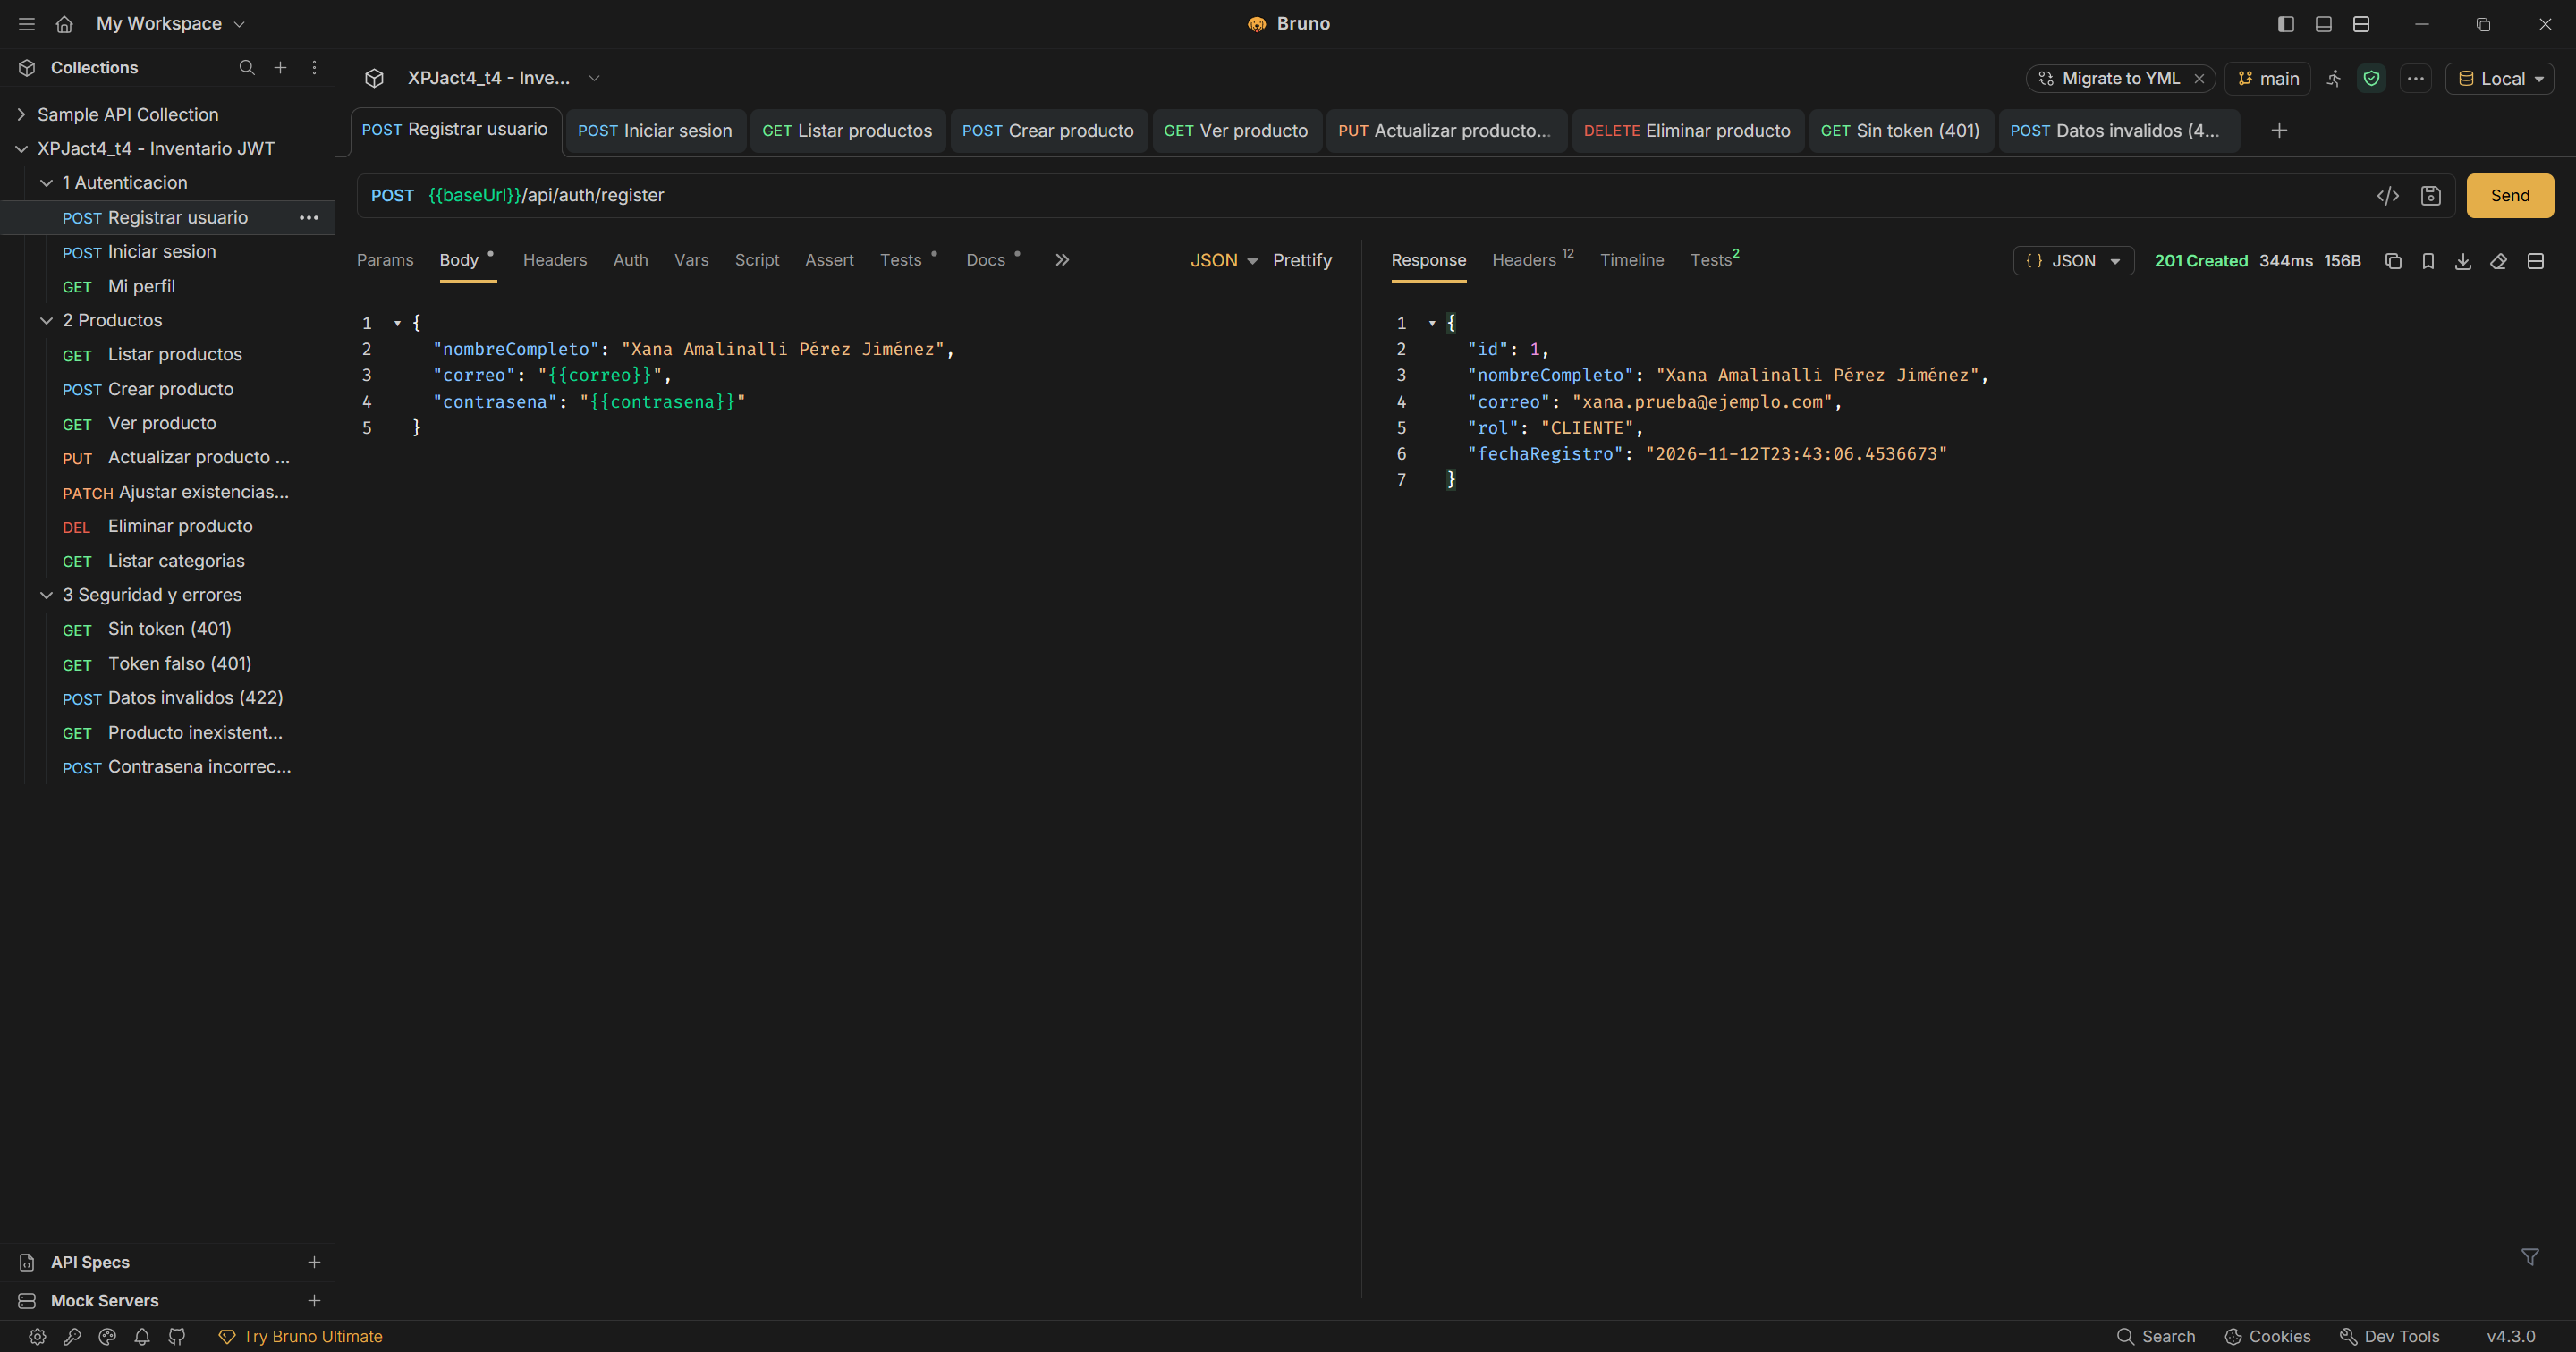 My Workspace
Bruno
Collections
Sample API Collection
XPJact4_t4 - Inventario JWT
1 Autenticacion
POST Registrar usuario
POST Iniciar sesion
GET Mi perfil
2 Productos
GET Listar productos
POST Crear producto
GET Ver producto
PUT Actualizar producto ...
PATCH Ajustar existencias...
DEL Eliminar producto
GET Listar categorias
3 Seguridad y errores
GET Sin token (401)
GET Token falso (401)
POST Datos invalidos (422)
GET Producto inexistent...
POST Contrasena incorrec...
API Specs
Mock Servers
XPJact4_t4 - Inve...
Migrate to YML
main
Local
POST Registrar usuario
POST Iniciar sesion
GET Listar productos
POST Crear producto
GET Ver producto
PUT Actualizar producto...
DELETE Eliminar producto
GET Sin token (401)
POST Datos invalidos (4...
POST {{baseUrl}}/api/auth/register
Send
Params Body Headers Auth Vars Script Assert Tests Docs JSON Prettify
1 {
2 "nombreCompleto": "Xana Amalinalli Pérez Jiménez",
3 "correo": "{{correo}}",
4 "contrasena": "{{contrasena}}"
5 }
Response Headers 12 Timeline Tests 2 { } JSON 201 Created 344ms 156B
1 {
2 "id": 1,
3 "nombreCompleto": "Xana Amalinalli Pérez Jiménez",
4 "correo": "xana.prueba@ejemplo.com",
5 "rol": "CLIENTE",
6 "fechaRegistro": "2026-11-12T23:43:06.4536673"
7 }
Try Bruno Ultimate
Search
Cookies
Dev Tools
v4.3.0